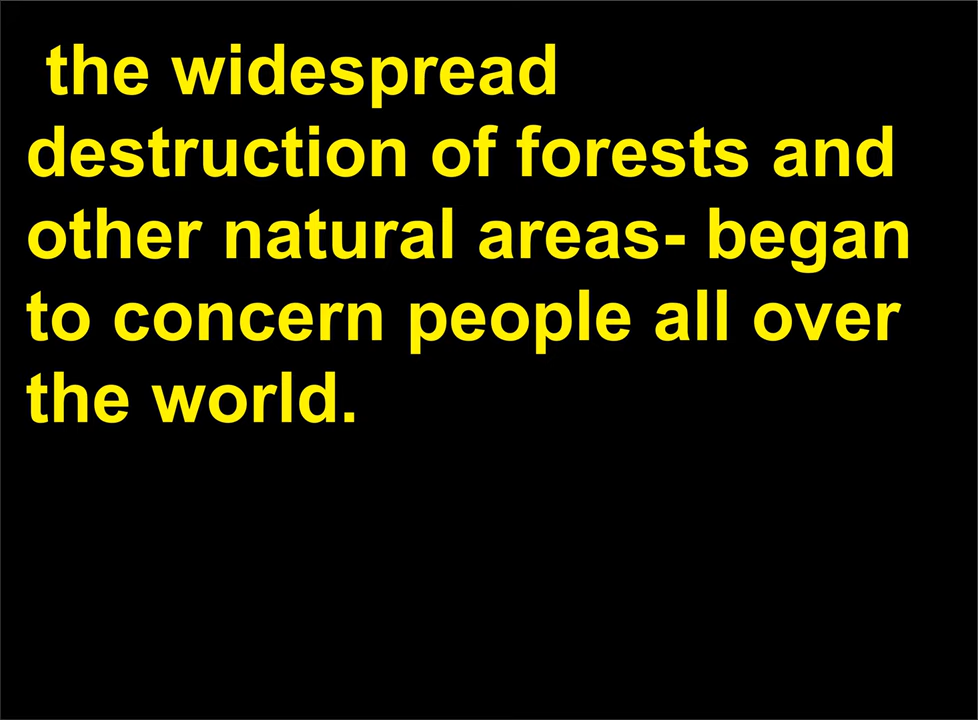 the widespread
destruction of forests and
other natural areas- began
to concern people all over
the world.